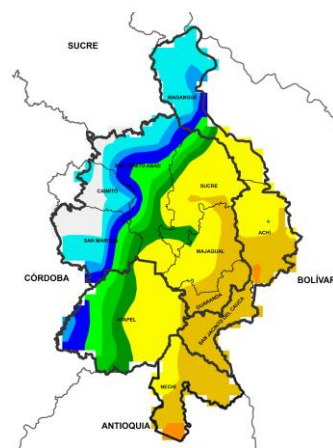 SUCRE
MAGANGUÉ
SAN BENITO ABAD
CAIMITO
SUCRE
SAN MARCOS
ACHÍ
MAJAGUAL
CÓRDOBA
BOLÍVAR
GUARANDA
SAN JACINTO DEL CAUCA
AYAPEL
NECHÍ
ANTIOQUIA